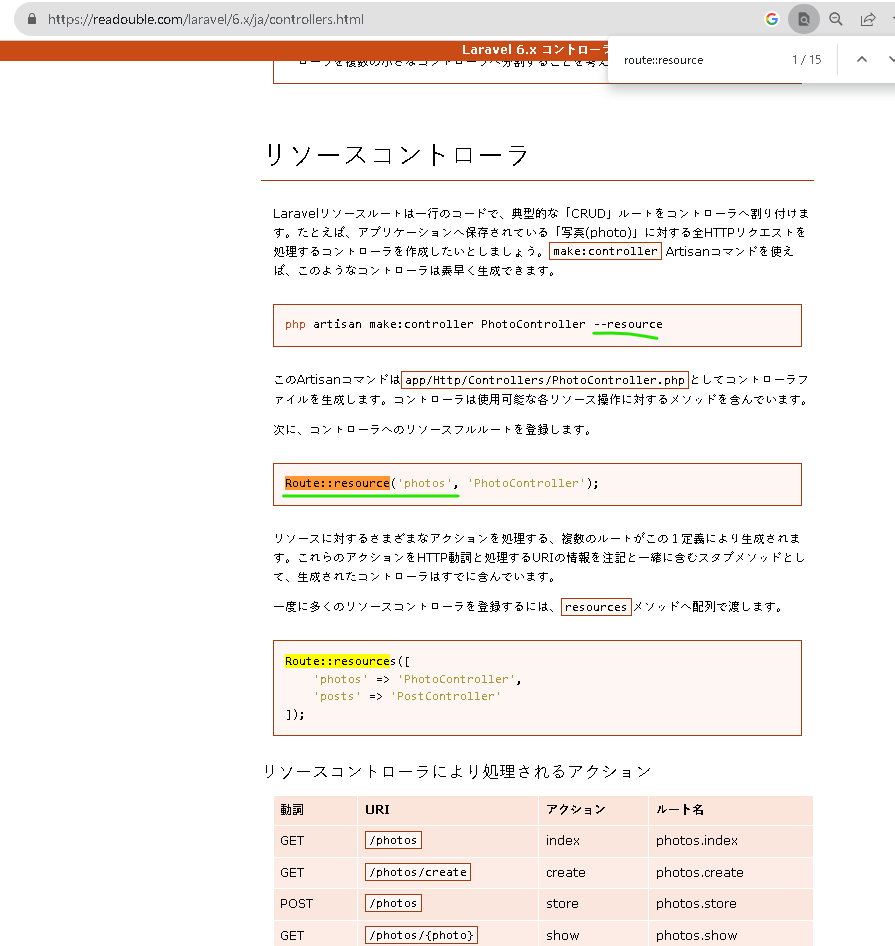 https://readouble.com/laravel/6.x/ja/controllers.html
Laravel 6.x コントローラ
route::resource 1 / 15
ローラを複数の小さなコントローラへ分割することを考え
リソースコントローラ
Laravelリソースルートは一行のコードで、典型的な「CRUD」ルートをコントローラへ割り付けま
す。たとえば、アプリケーションへ保存されている「写真(photo)」に対する全HTTPリクエストを
処理するコントローラを作成したいとしましょう。make:controller Artisanコマンドを使え
ば、このようなコントローラは素早く生成できます。
php artisan make:controller PhotoController --resource
このArtisanコマンドはapp/Http/Controllers/PhotoController.phpとしてコントローラフ
ァイルを生成します。コントローラは使用可能な各リソース操作に対するメソッドを含んでいます。
次に、コントローラへのリソースフルルートを登録します。
Route::resource('photos', 'PhotoController');
リソースに対するさまざまなアクションを処理する、複数のルートがこの１定義により生成されま
す。これらのアクションをHTTP動詞と処理するURIの情報を注記と一緒に含むスタブメソッドとし
て、生成されたコントローラはすでに含んでいます。
一度に多くのリソースコントローラを登録するには、resourcesメソッドへ配列で渡します。
Route::resources([
'photos' => 'PhotoController',
'posts' => 'PostController'
]);
リソースコントローラにより処理されるアクション
動詞 URI アクション ルート名
GET /photos index photos.index
GET /photos/create create photos.create
POST /photos store photos.store
GET /photos/{photo} show photos.show